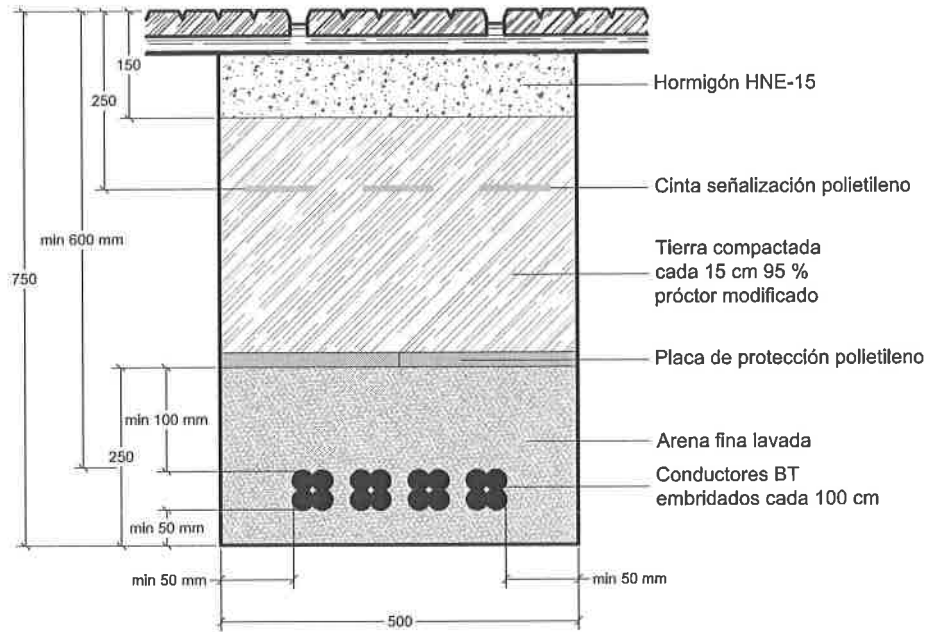 150
Hormigón HNE-15
250
Cinta señalización polietileno
min 600 mm
Tierra compactada
cada 15 cm 95 %
próctor modificado
750
Placa de protección polietileno
min 100 mm
Arena fina lavada
250
Conductores BT
embridados cada 100 cm
min 50 mm
min 50 mm
min 50 mm
500